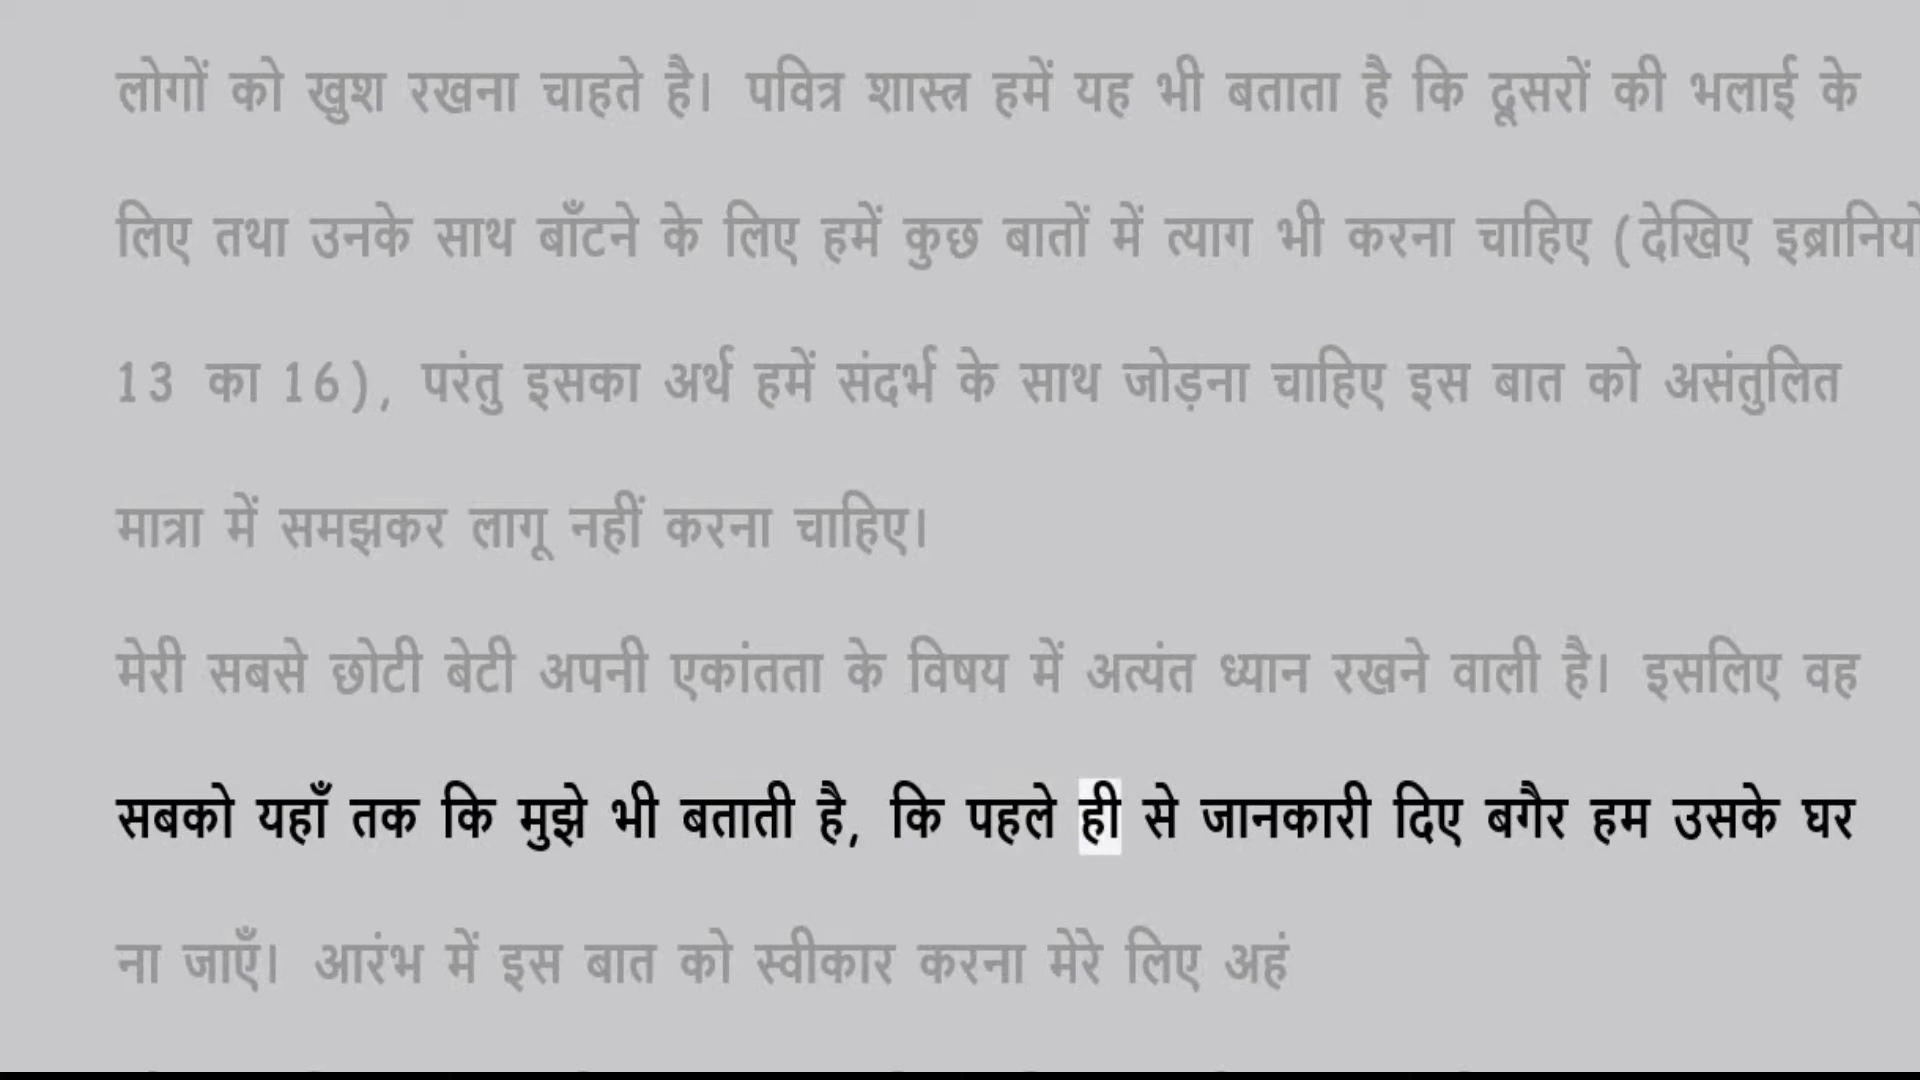 लोगों को खुश रखना चाहते है। पवित्र शास्त्र हमें यह भी बताता है कि दूसरों की भलाई के
लिए तथा उनके साथ बाँटने के लिए हमें कुछ बातों में त्याग भी करना चाहिए (देखिए इब्रानियो
13 का 16), परंतु इसका अर्थ हमें संदर्भ के साथ जोड़ना चाहिए इस बात को असंतुलित
मात्रा में समझकर लागू नहीं करना चाहिए।
मेरी सबसे छोटी बेटी अपनी एकांतता के विषय में अत्यंत ध्यान रखने वाली है। इसलिए वह
सबको यहाँ तक कि मुझे भी बताती है, कि पहले ही से जानकारी दिए बगैर हम उसके घर
ना जाएँ। आरंभ में इस बात को स्वीकार करना मेरे लिए अहं